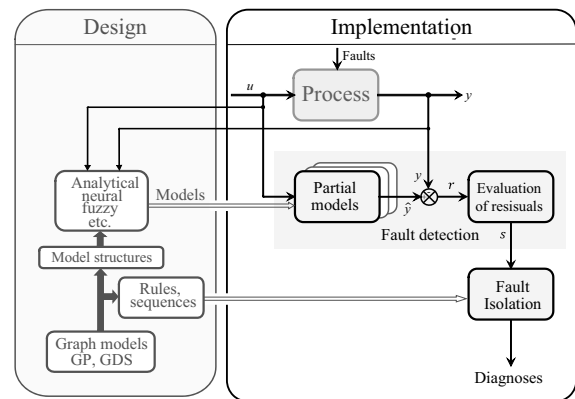 Design
Implementation
Faults
u
Process
y
Analytical
neural
fuzzy
etc.
Models
Partial
models
y
ŷ
r
Evaluation
of resisuals
Fault detection
s
Model structures
Rules,
sequences
Fault
Isolation
Graph models
GP, GDS
Diagnoses